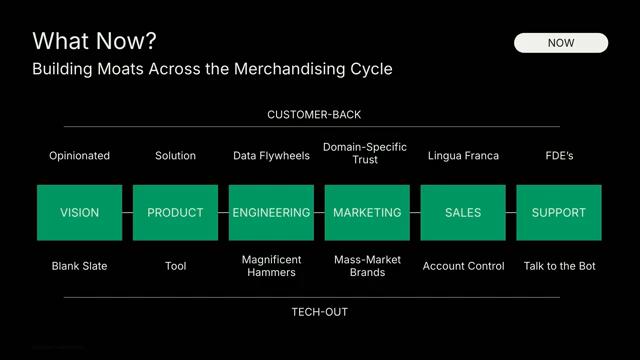 What Now?
NOW
Building Moats Across the Merchandising Cycle
CUSTOMER-BACK
Opinionated
Solution
Data Flywheels
Domain-Specific
Trust
Lingua Franca
FDE's
VISION
PRODUCT
ENGINEERING
MARKETING
SALES
SUPPORT
Blank Slate
Tool
Magnificent
Hammers
Mass-Market
Brands
Account Control
Talk to the Bot
TECH-OUT